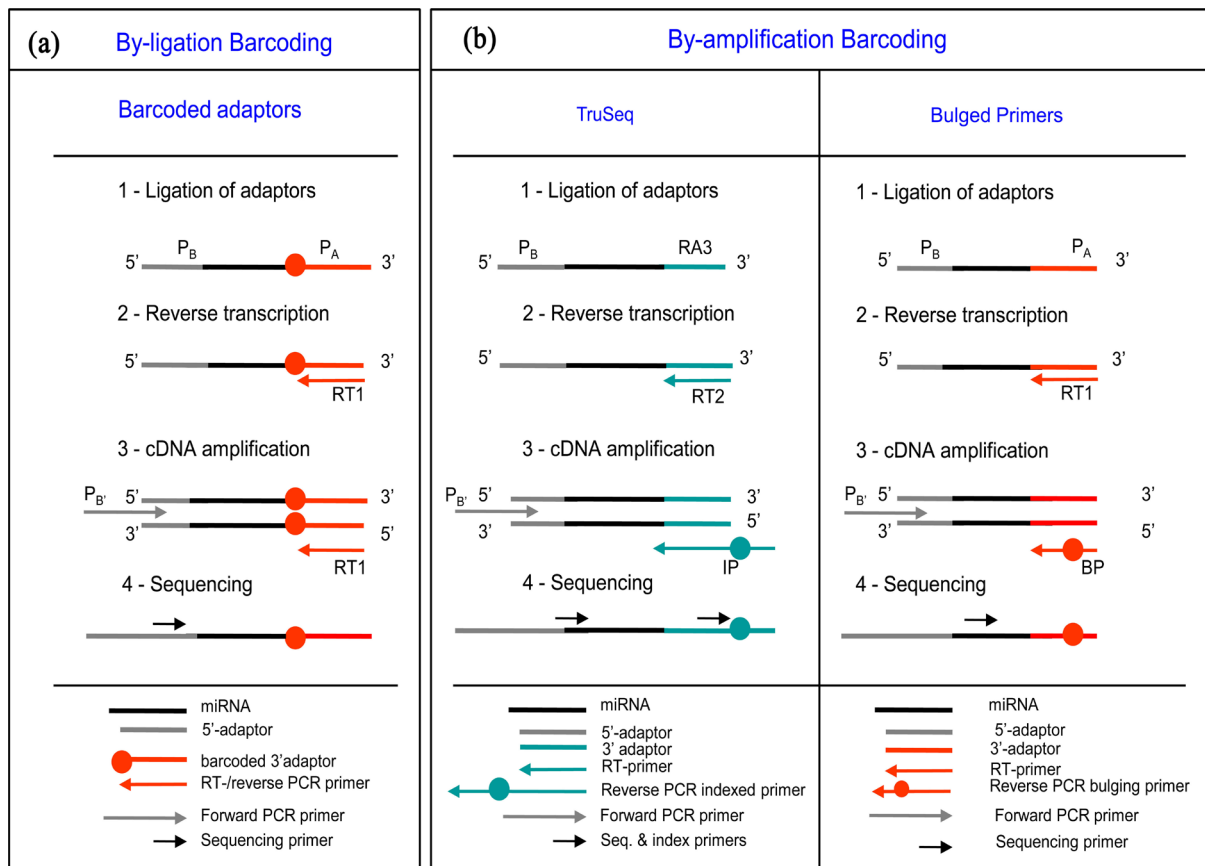 (a)
By-ligation Barcoding
Barcoded adaptors
1 - Ligation of adaptors
5’ PB PA 3’
2 - Reverse transcription
5’ 3’
RT1
3 - cDNA amplification
PB’ 5’ 3’
3’ 5’
RT1
4 - Sequencing
miRNA
5’-adaptor
barcoded 3’adaptor
RT-/reverse PCR primer
Forward PCR primer
Sequencing primer
(b)
By-amplification Barcoding
TruSeq
1 - Ligation of adaptors
5’ PB RA3 3’
2 - Reverse transcription
5’ 3’
RT2
3 - cDNA amplification
PB’ 5’ 3’
3’ 5’
IP
4 - Sequencing
miRNA
5’-adaptor
3’ adaptor
RT-primer
Reverse PCR indexed primer
Forward PCR primer
Seq. & index primers
Bulged Primers
1 - Ligation of adaptors
5’ PB PA 3’
2 - Reverse transcription
5’ 3’
RT1
3 - cDNA amplification
PB’ 5’ 3’
3’ 5’
BP
4 - Sequencing
miRNA
5’-adaptor
3’-adaptor
RT-primer
Reverse PCR bulging primer
Forward PCR primer
Sequencing primer